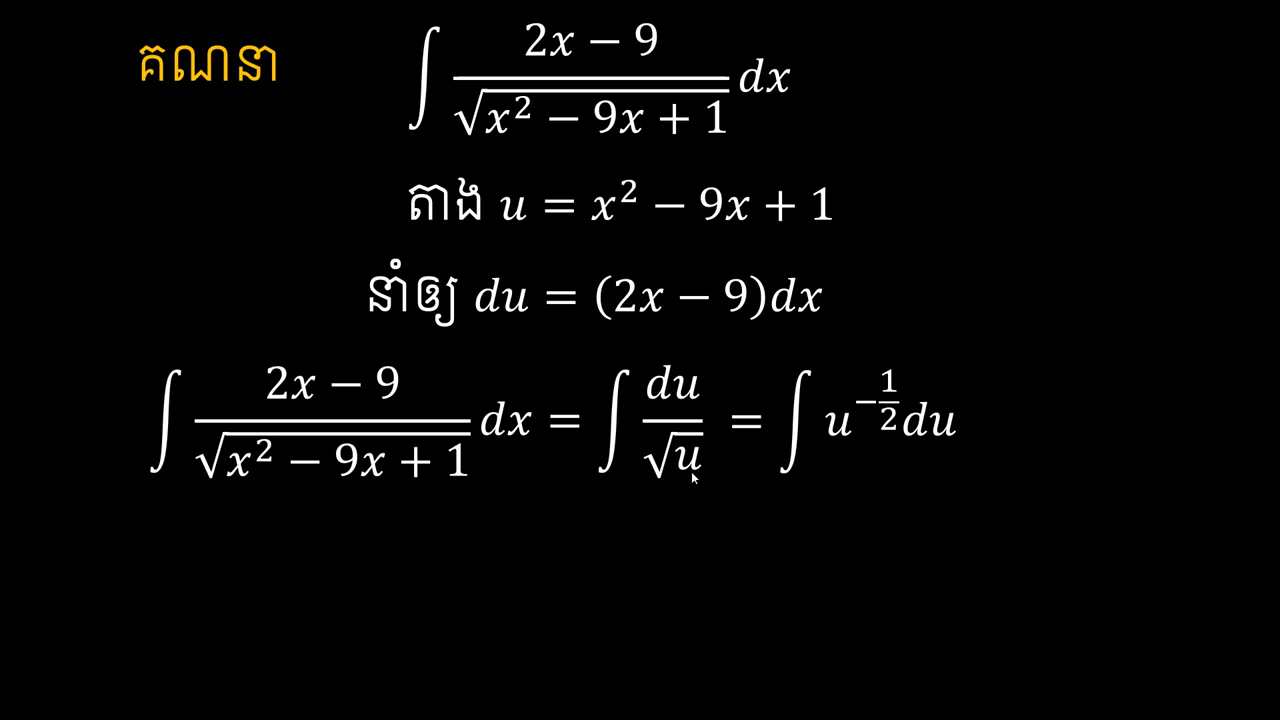 គណនា ∫ (2x − 9)/√(x² − 9x + 1) dx
តាង u = x² − 9x + 1
នាំឲ្យ du = (2x − 9)dx
∫ (2x − 9)/√(x² − 9x + 1) dx = ∫ du/√u = ∫ u^(−1/2) du